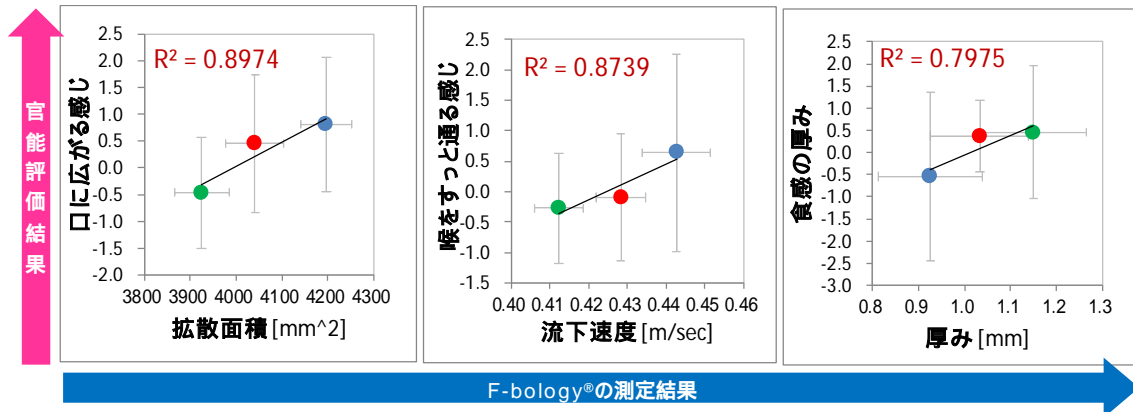 官能評価結果
R² = 0.8974
口に広がる感じ
2.5
2.0
1.5
1.0
0.5
0.0
-0.5
-1.0
-1.5
-2.0
3800 3900 4000 4100 4200 4300
拡散面積 [mm^2]
R² = 0.8739
喉をすっと通る感じ
2.5
2.0
1.5
1.0
0.5
0.0
-0.5
-1.0
-1.5
0.40 0.41 0.42 0.43 0.44 0.45 0.46
流下速度 [m/sec]
R² = 0.7975
食感の厚み
2.5
2.0
1.5
1.0
0.5
0.0
-0.5
-1.0
-1.5
-2.0
-2.5
-3.0
0.8 0.9 1.0 1.1 1.2 1.3
厚み [mm]
F-bology®の測定結果